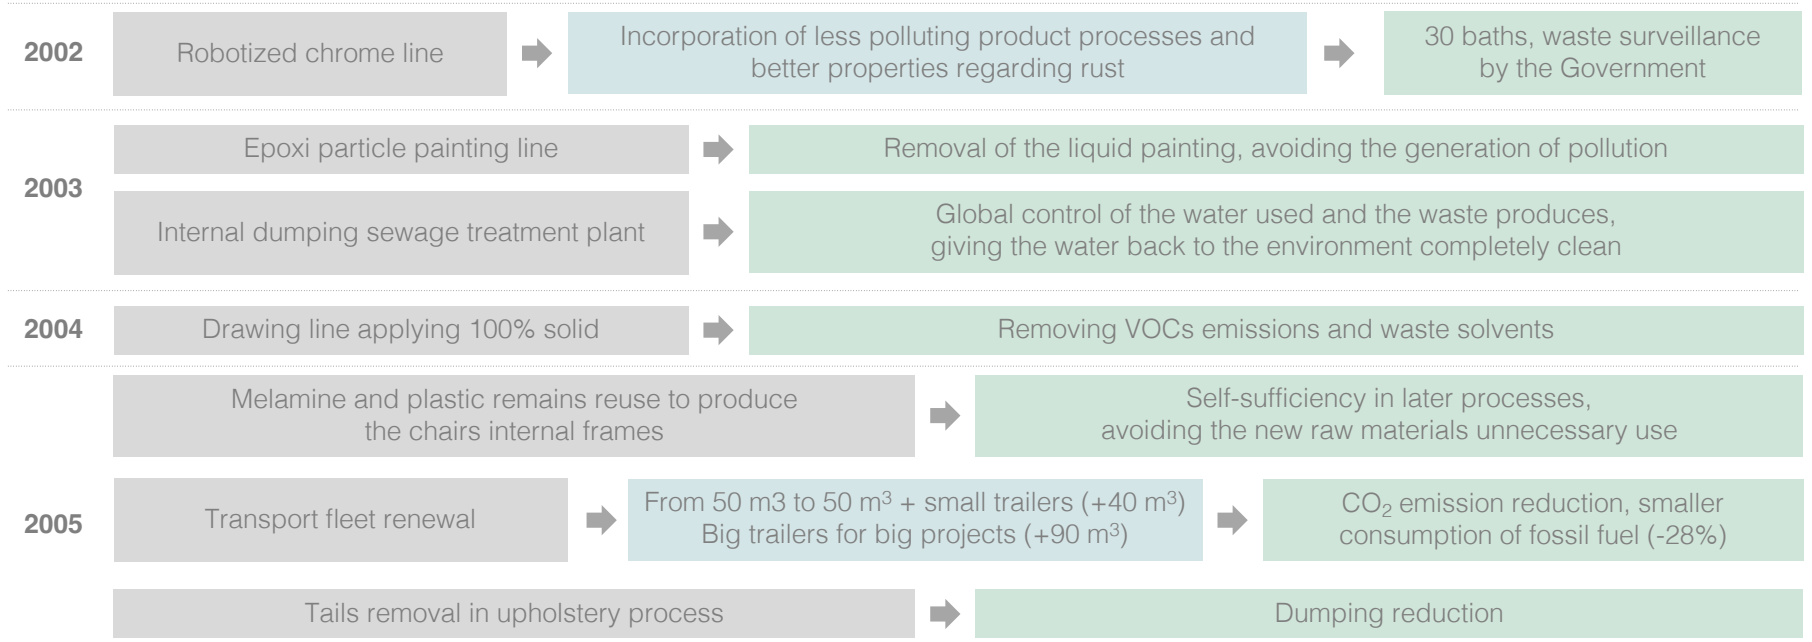 2002
Robotized chrome line
Incorporation of less polluting product processes and
better properties regarding rust
30 baths, waste surveillance
by the Government
2003
Epoxi particle painting line
Removal of the liquid painting, avoiding the generation of pollution
Internal dumping sewage treatment plant
Global control of the water used and the waste produces,
giving the water back to the environment completely clean
2004
Drawing line applying 100% solid
Removing VOCs emissions and waste solvents
2005
Melamine and plastic remains reuse to produce
the chairs internal frames
Self-sufficiency in later processes,
avoiding the new raw materials unnecessary use
Transport fleet renewal
From 50 m3 to 50 m³ + small trailers (+40 m³)
Big trailers for big projects (+90 m³)
CO₂ emission reduction, smaller
consumption of fossil fuel (-28%)
Tails removal in upholstery process
Dumping reduction